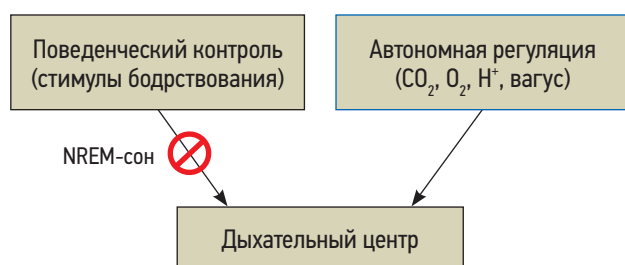 Поведенческий контроль
(стимулы бодрствования)
Автономная регуляция
(CO₂, O₂, H⁺, вагус)
NREM-сон
Дыхательный центр